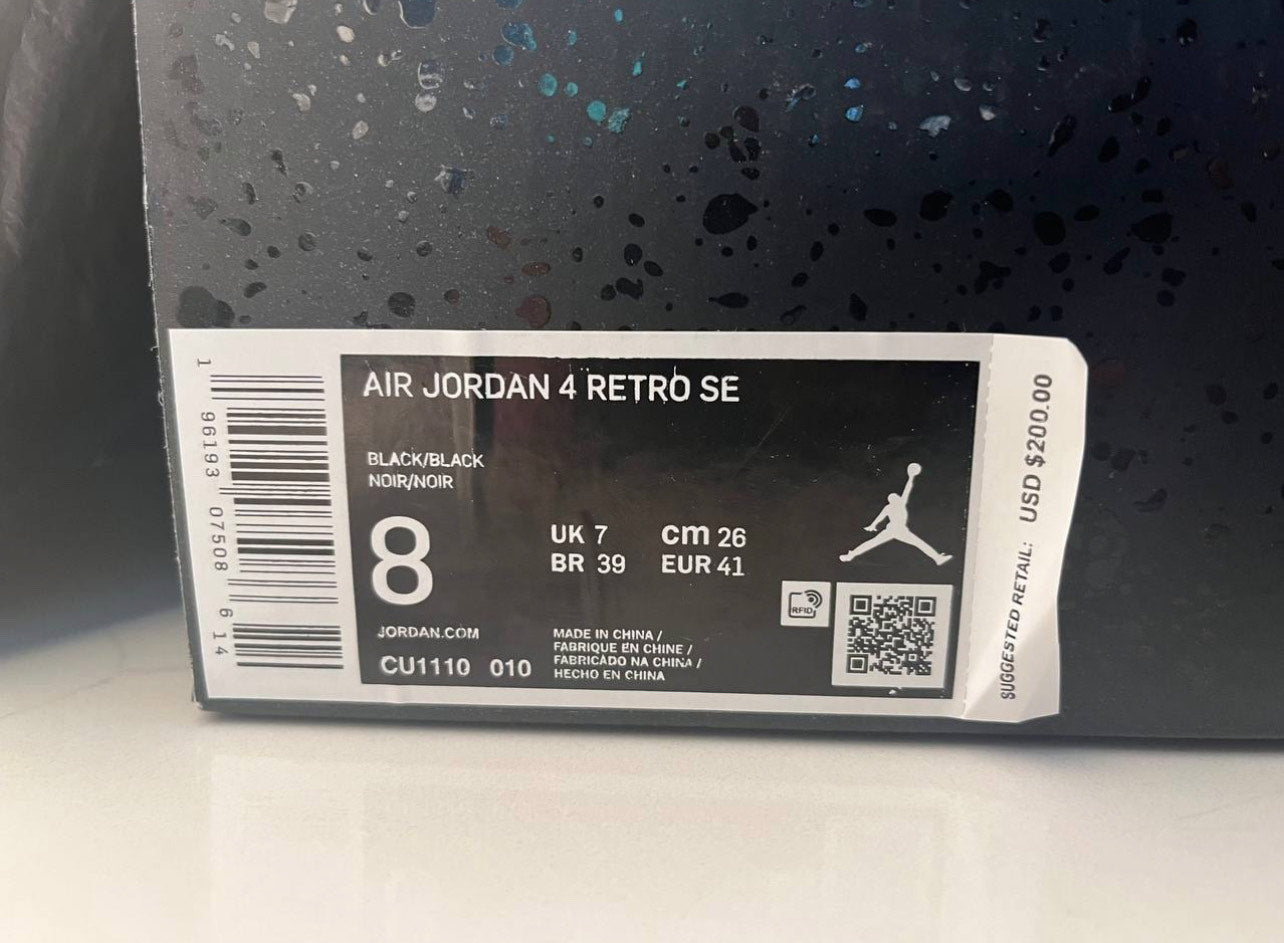 AIR JORDAN 4 RETRO SE
BLACK/BLACK
NOIR/NOIR
8
UK 7 cm 26
BR 39 EUR 41
JORDAN.COM
CU1110 010
MADE IN CHINA /
FABRIQUE EN CHINE /
FABRICADO NA CHINA /
HECHO EN CHINA
RFID
1 96193 07508 6 14
SUGGESTED RETAIL: USD $200.00